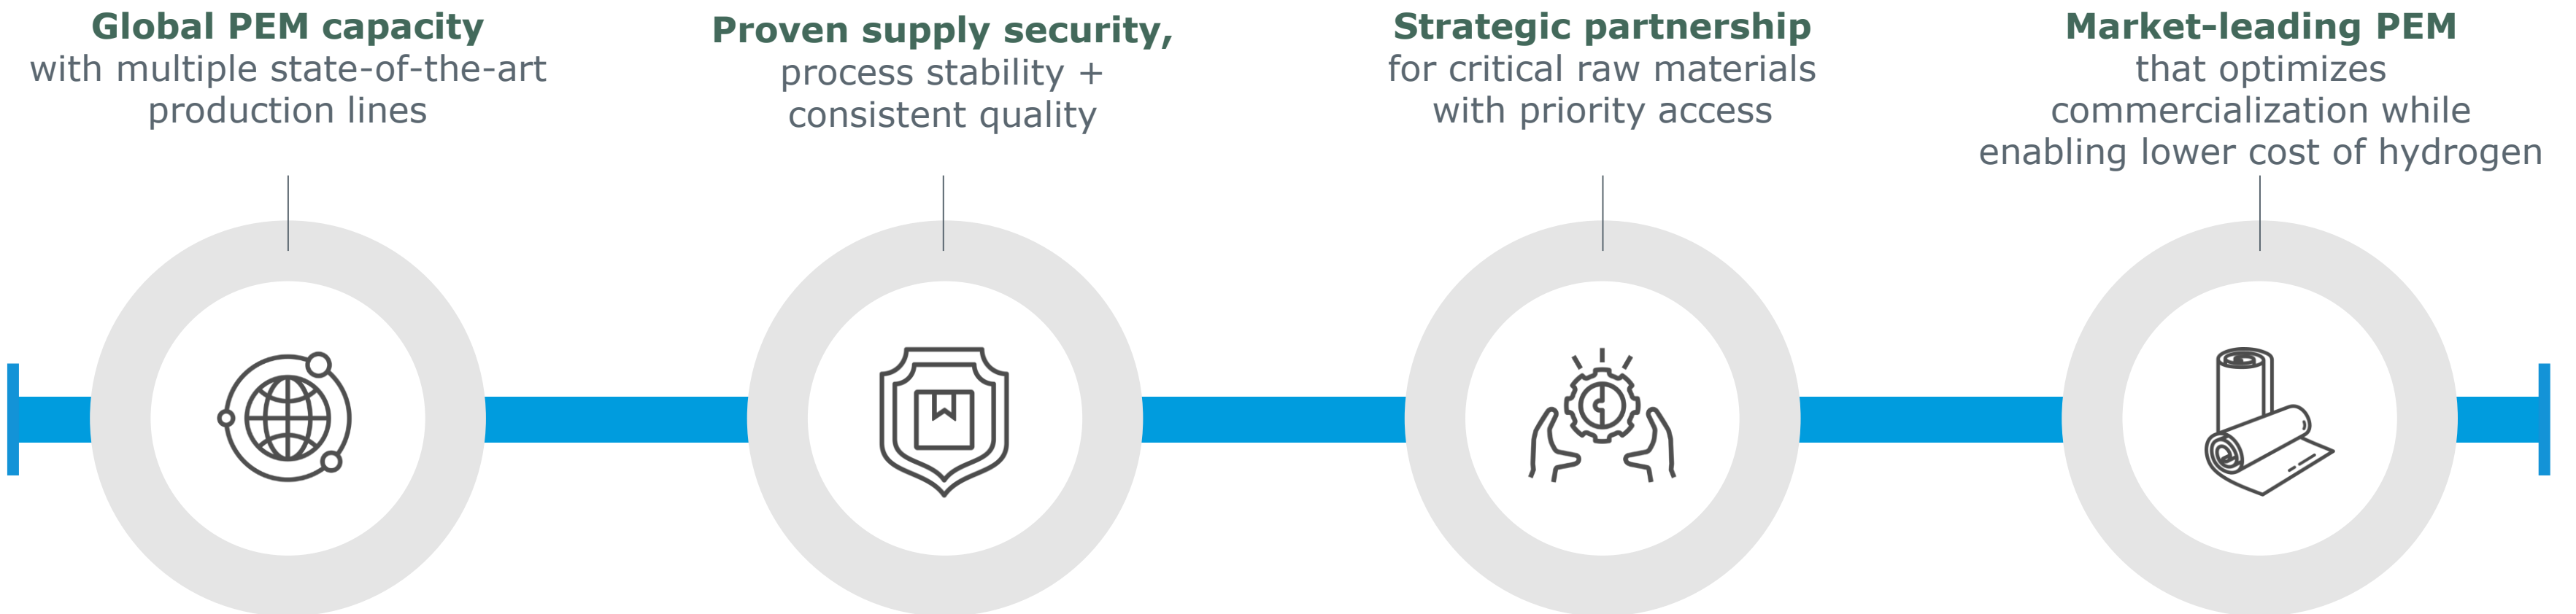 Global PEM capacity
with multiple state-of-the-art
production lines
Proven supply security,
process stability +
consistent quality
Strategic partnership
for critical raw materials
with priority access
Market-leading PEM
that optimizes
commercialization while
enabling lower cost of hydrogen